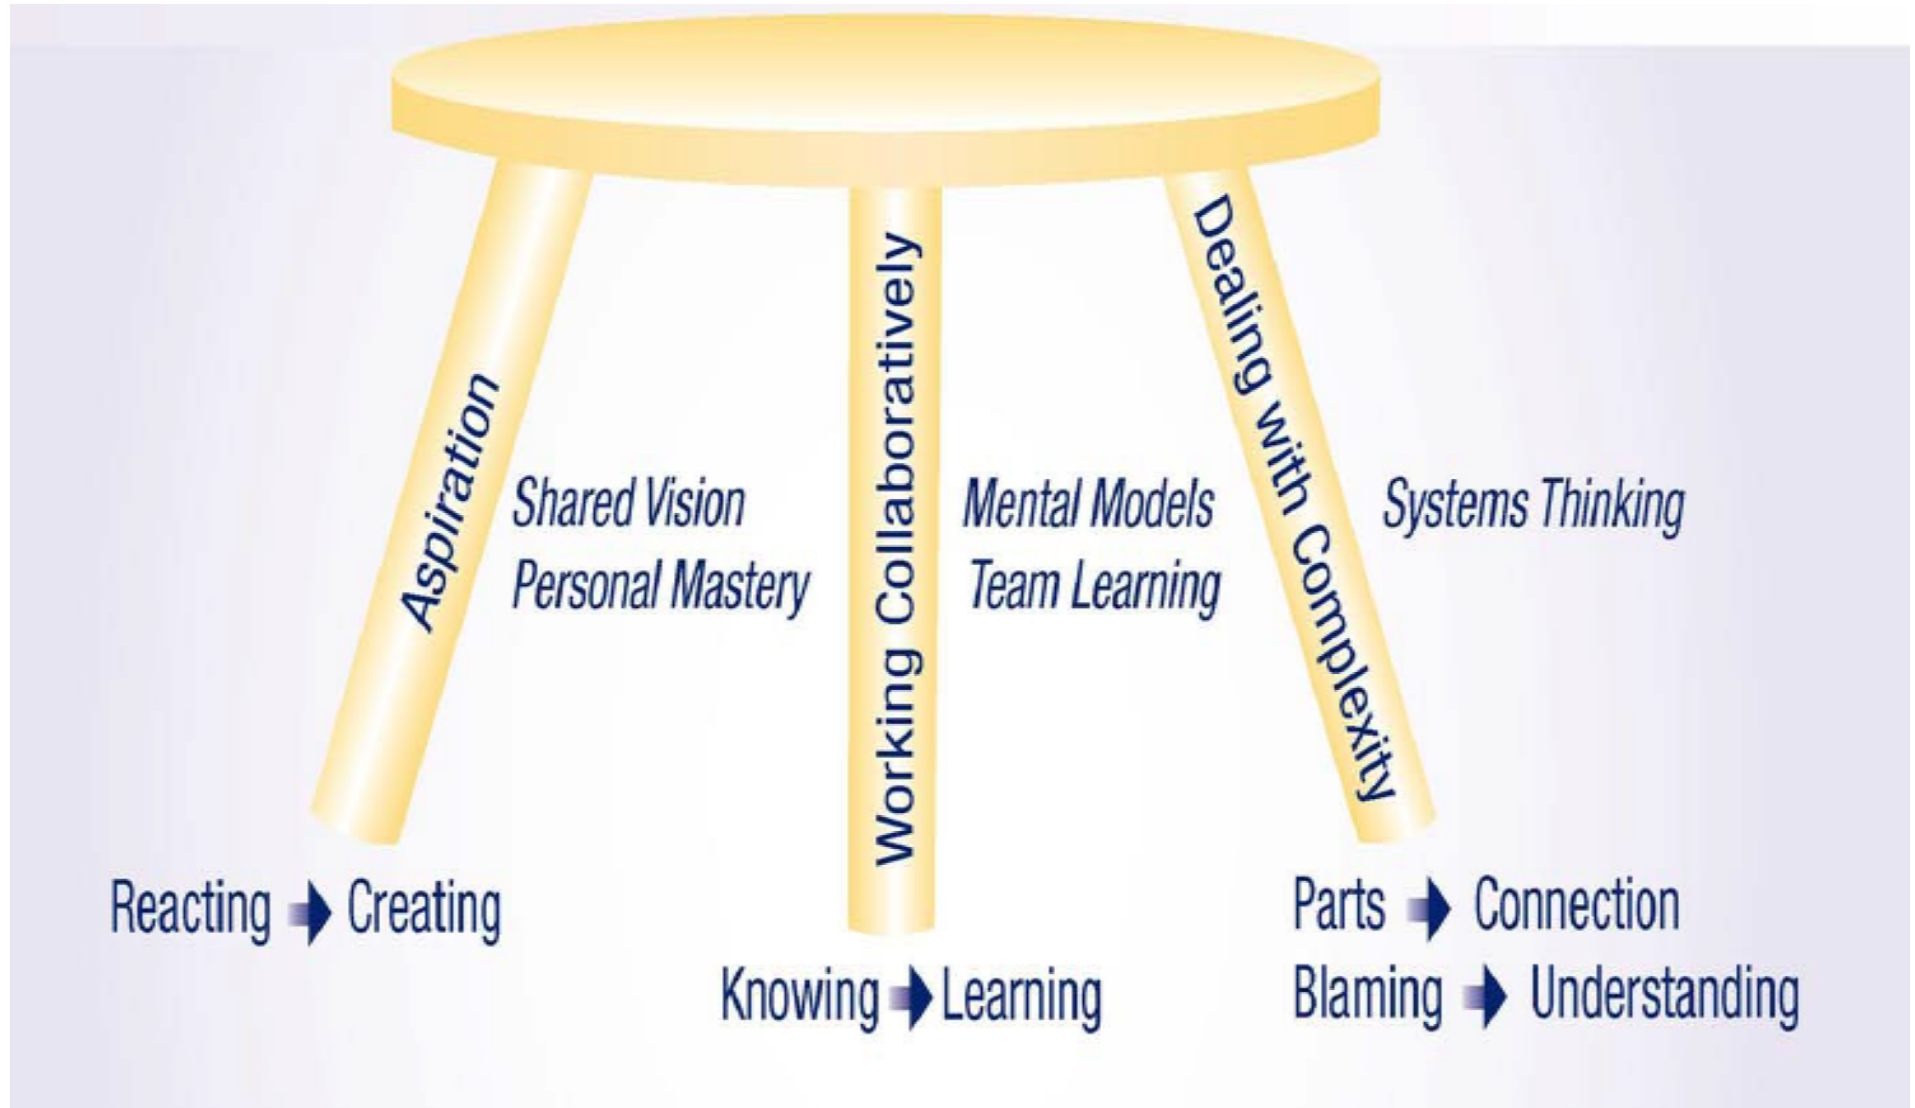 Aspiration
Shared Vision
Personal Mastery
Working Collaboratively
Mental Models
Team Learning
Dealing with Complexity
Systems Thinking
Reacting → Creating
Knowing → Learning
Parts → Connection
Blaming → Understanding